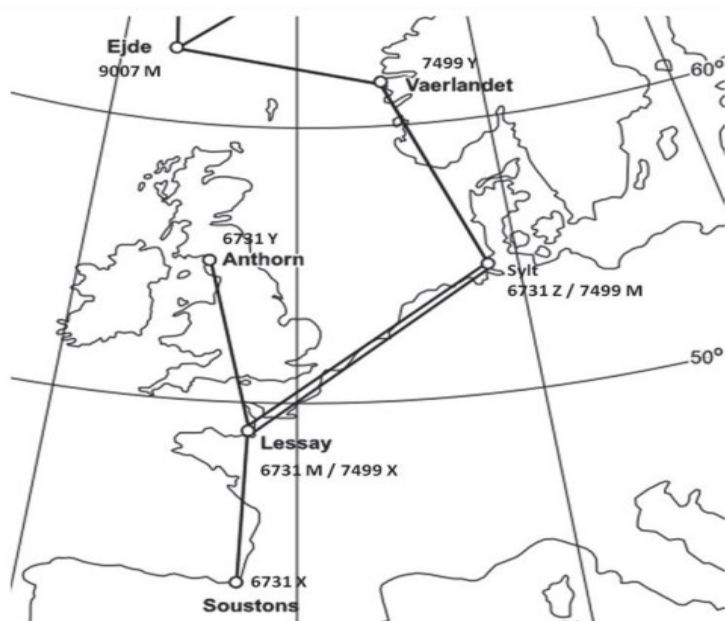 Ejde
9007 M
7499 Y
Vaerlandet
60°
6731 Y
Anthorn
Sylt
6731 Z / 7499 M
50°
Lessay
6731 M / 7499 X
6731 X
Soustons